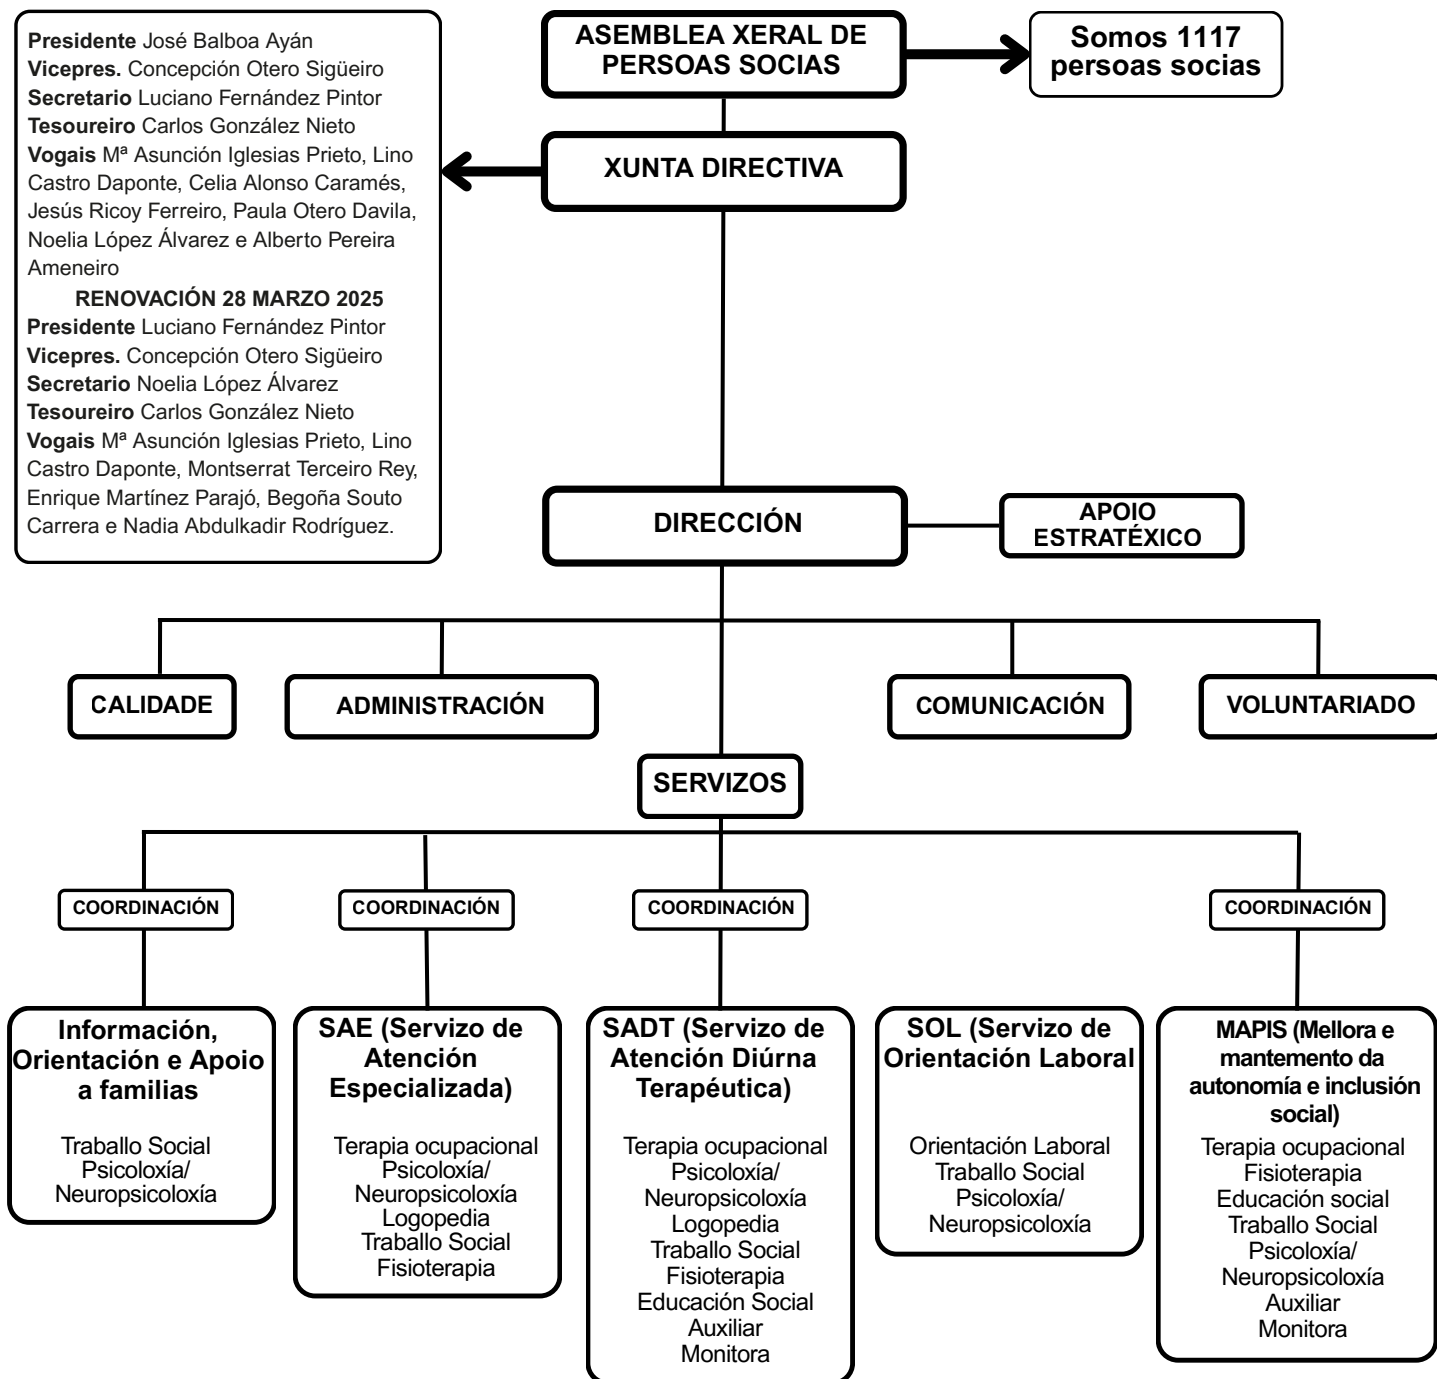 Presidente José Balboa Ayán
Vicepres. Concepción Otero Sigüeiro
Secretario Luciano Fernández Pintor
Tesoureiro Carlos González Nieto
Vogais Mª Asunción Iglesias Prieto, Lino
Castro Daponte, Celia Alonso Caramés,
Jesús Ricoy Ferreiro, Paula Otero Davila,
Noelia López Álvarez e Alberto Pereira
Ameneiro
RENOVACIÓN 28 MARZO 2025
Presidente Luciano Fernández Pintor
Vicepres. Concepción Otero Sigüeiro
Secretario Noelia López Álvarez
Tesoureiro Carlos González Nieto
Vogais Mª Asunción Iglesias Prieto, Lino
Castro Daponte, Montserrat Terceiro Rey,
Enrique Martínez Parajó, Begoña Souto
Carrera e Nadia Abdulkadir Rodríguez.
ASEMBLEA XERAL DE
PERSOAS SOCIAS
Somos 1117
persoas socias
XUNTA DIRECTIVA
DIRECCIÓN
APOIO
ESTRATÉXICO
CALIDADE
ADMINISTRACIÓN
COMUNICACIÓN
VOLUNTARIADO
SERVIZOS
COORDINACIÓN
COORDINACIÓN
COORDINACIÓN
COORDINACIÓN
Información,
Orientación e Apoio
a familias
Traballo Social
Psicoloxía/
Neuropsicoloxía
SAE (Servizo de
Atención
Especializada)
Terapia ocupacional
Psicoloxía/
Neuropsicoloxía
Logopedia
Traballo Social
Fisioterapia
SADT (Servizo de
Atención Diúrna
Terapéutica)
Terapia ocupacional
Psicoloxía/
Neuropsicoloxía
Logopedia
Traballo Social
Fisioterapia
Educación Social
Auxiliar
Monitora
SOL (Servizo de
Orientación Laboral
Orientación Laboral
Traballo Social
Psicoloxía/
Neuropsicoloxía
MAPIS (Mellora e
mantemento da
autonomía e inclusión
social)
Terapia ocupacional
Fisioterapia
Educación social
Traballo Social
Psicoloxía/
Neuropsicoloxía
Auxiliar
Monitora